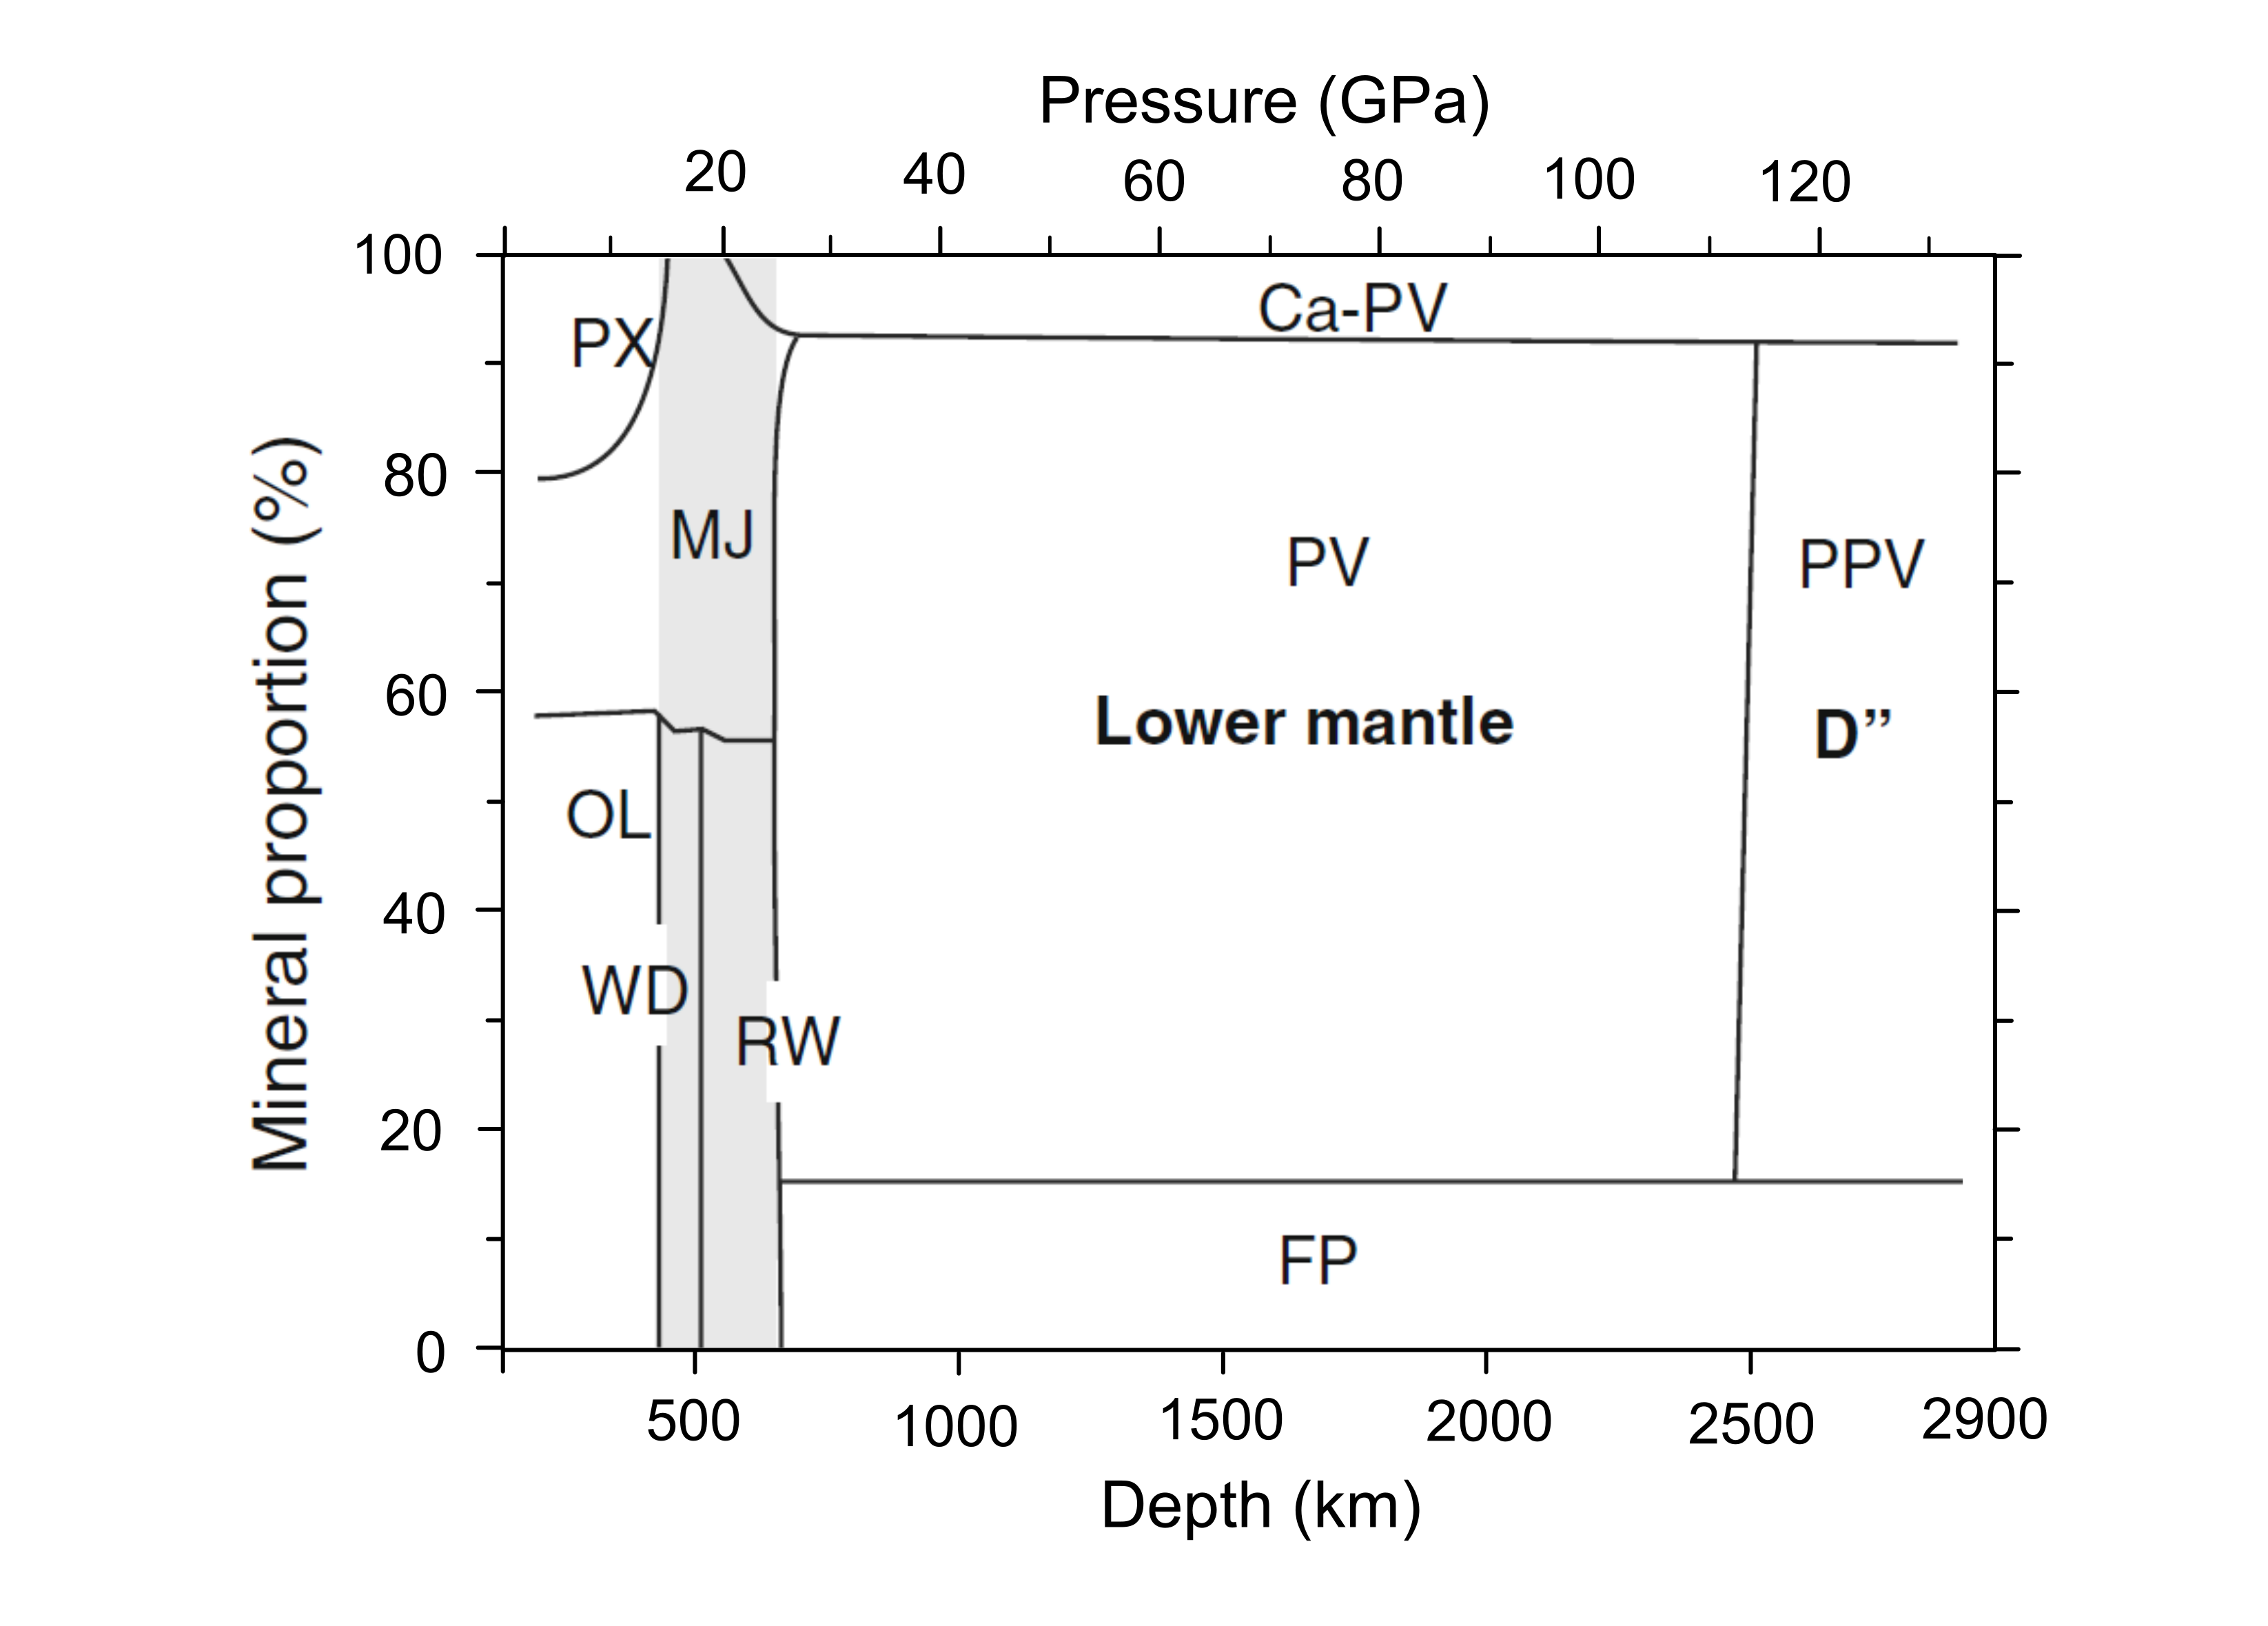 Pressure (GPa)
20 40 60 80 100 120
100
80
60
40
20
0
Mineral proportion (%)
Ca-PV
PX
MJ
PV
PPV
Lower mantle
D”
OL
WD
RW
FP
500 1000 1500 2000 2500 2900
Depth (km)